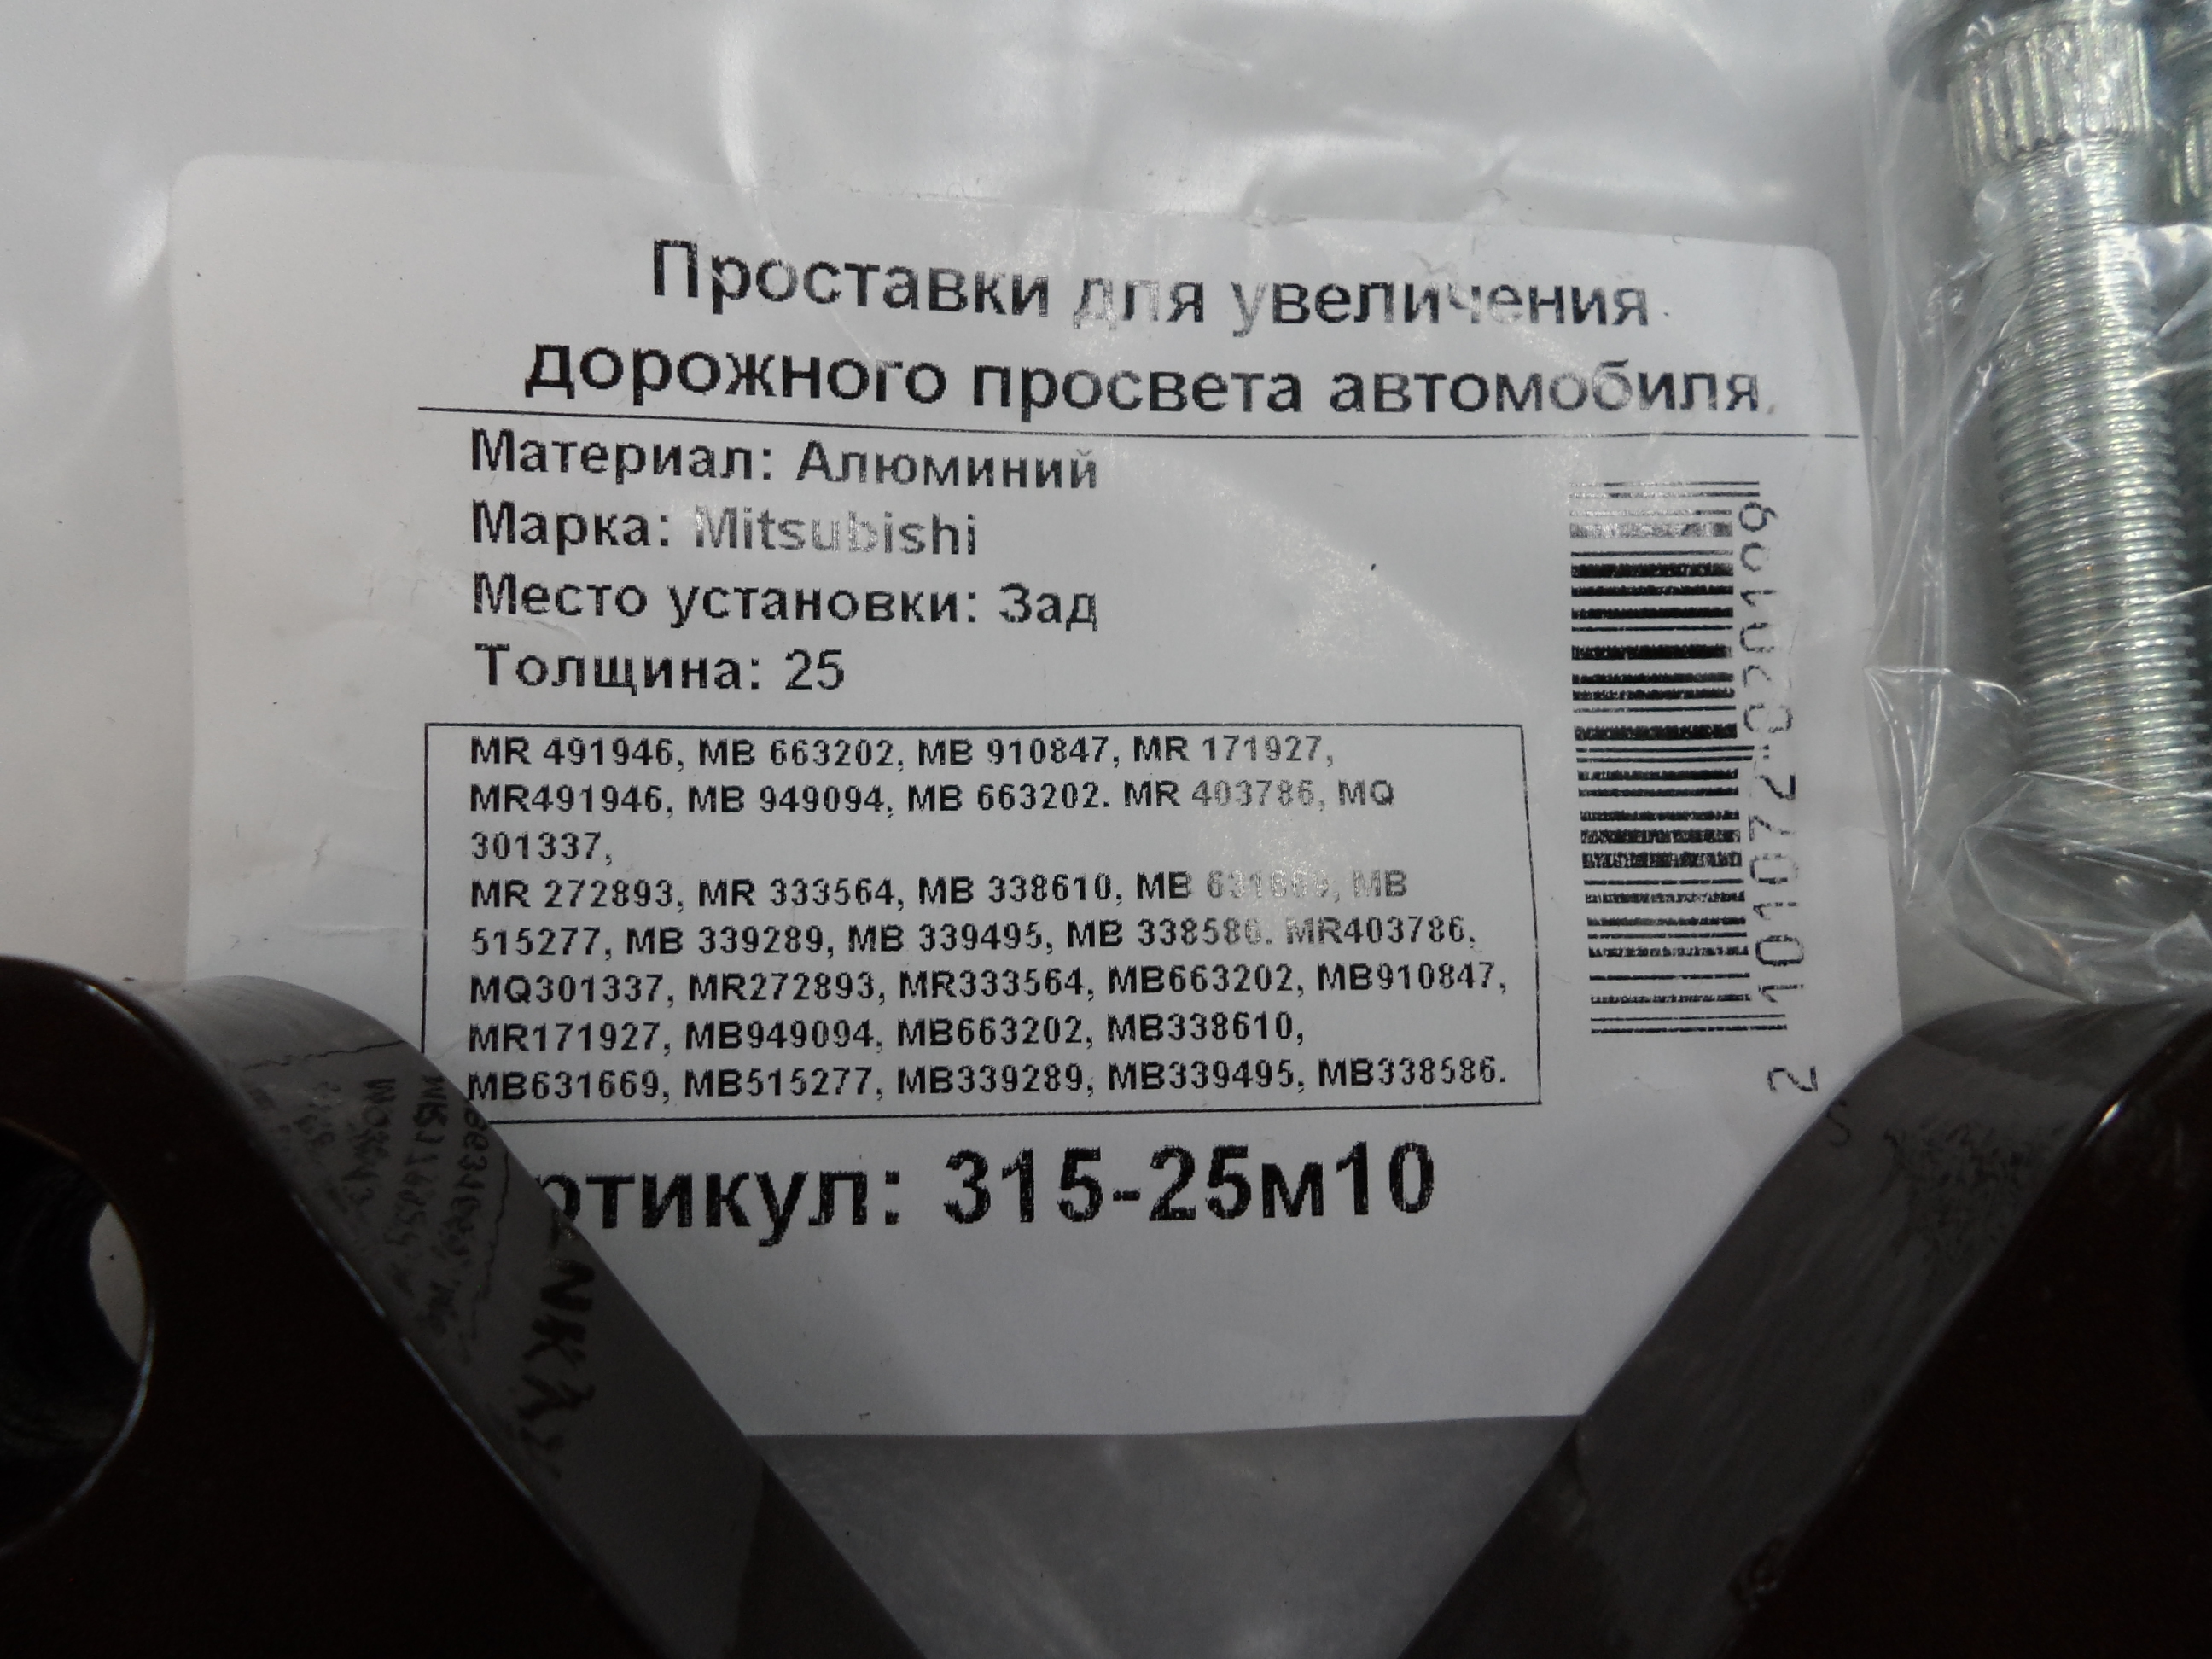 Проставки для увеличения
дорожного просвета автомобиля.
Материал: Алюминий
Марка: Mitsubishi
Место установки: Зад
Толщина: 25
MR 491946, MB 663202, MB 910847, MR 171927,
MR491946, MB 949094, MB 663202. MR 403786, MQ
301337,
MR 272893, MR 333564, MB 338610, MB 631669, MB
515277, MB 339289, MB 339495, MB 338586. MR403786,
MQ301337, MR272893, MR333564, MB663202, MB910847,
MR171927, MB949094, MB663202, MB338610,
MB631669, MB515277, MB339289, MB339495, MB338586.
ртикул: 315-25м10